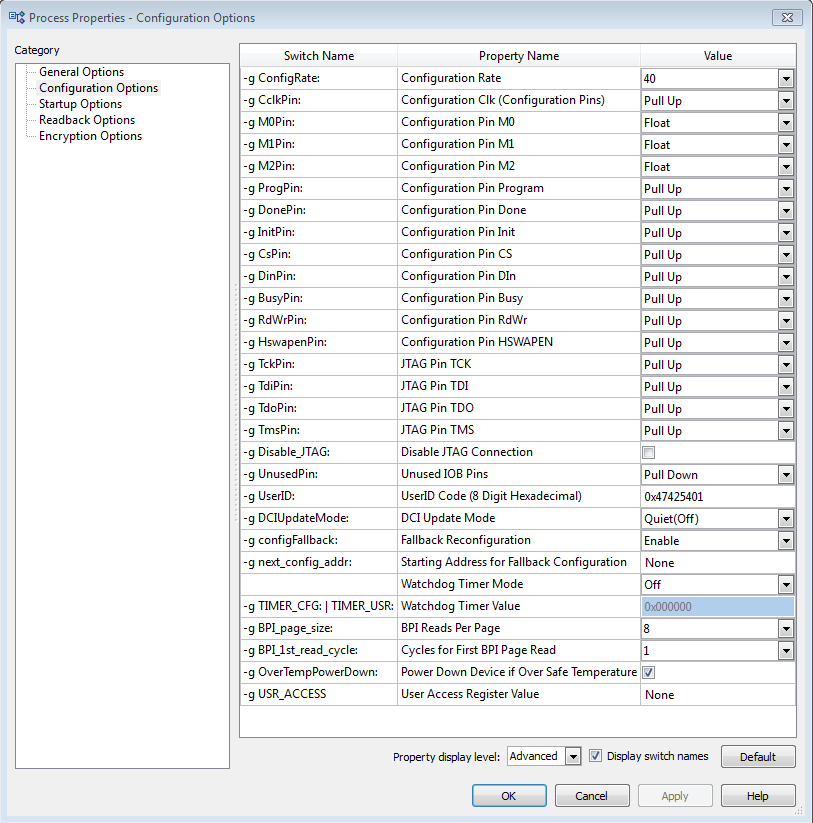 Process Properties - Configuration Options
Category
General Options
Configuration Options
Startup Options
Readback Options
Encryption Options
Switch Name Property Name Value
-g ConfigRate: Configuration Rate 40
-g CclkPin: Configuration Clk (Configuration Pins) Pull Up
-g M0Pin: Configuration Pin M0 Float
-g M1Pin: Configuration Pin M1 Float
-g M2Pin: Configuration Pin M2 Float
-g ProgPin: Configuration Pin Program Pull Up
-g DonePin: Configuration Pin Done Pull Up
-g InitPin: Configuration Pin Init Pull Up
-g CsPin: Configuration Pin CS Pull Up
-g DinPin: Configuration Pin DIn Pull Up
-g BusyPin: Configuration Pin Busy Pull Up
-g RdWrPin: Configuration Pin RdWr Pull Up
-g HswapenPin: Configuration Pin HSWAPEN Pull Up
-g TckPin: JTAG Pin TCK Pull Up
-g TdiPin: JTAG Pin TDI Pull Up
-g TdoPin: JTAG Pin TDO Pull Up
-g TmsPin: JTAG Pin TMS Pull Up
-g Disable_JTAG: Disable JTAG Connection
-g UnusedPin: Unused IOB Pins Pull Down
-g UserID: UserID Code (8 Digit Hexadecimal) 0x47425401
-g DCIUpdateMode: DCI Update Mode Quiet(Off)
-g configFallback: Fallback Reconfiguration Enable
-g next_config_addr: Starting Address for Fallback Configuration None
Watchdog Timer Mode Off
-g TIMER_CFG: | TIMER_USR: Watchdog Timer Value 0x000000
-g BPI_page_size: BPI Reads Per Page 8
-g BPI_1st_read_cycle: Cycles for First BPI Page Read 1
-g OverTempPowerDown: Power Down Device if Over Safe Temperature
-g USR_ACCESS User Access Register Value None
Property display level: Advanced Display switch names Default
OK Cancel Apply Help